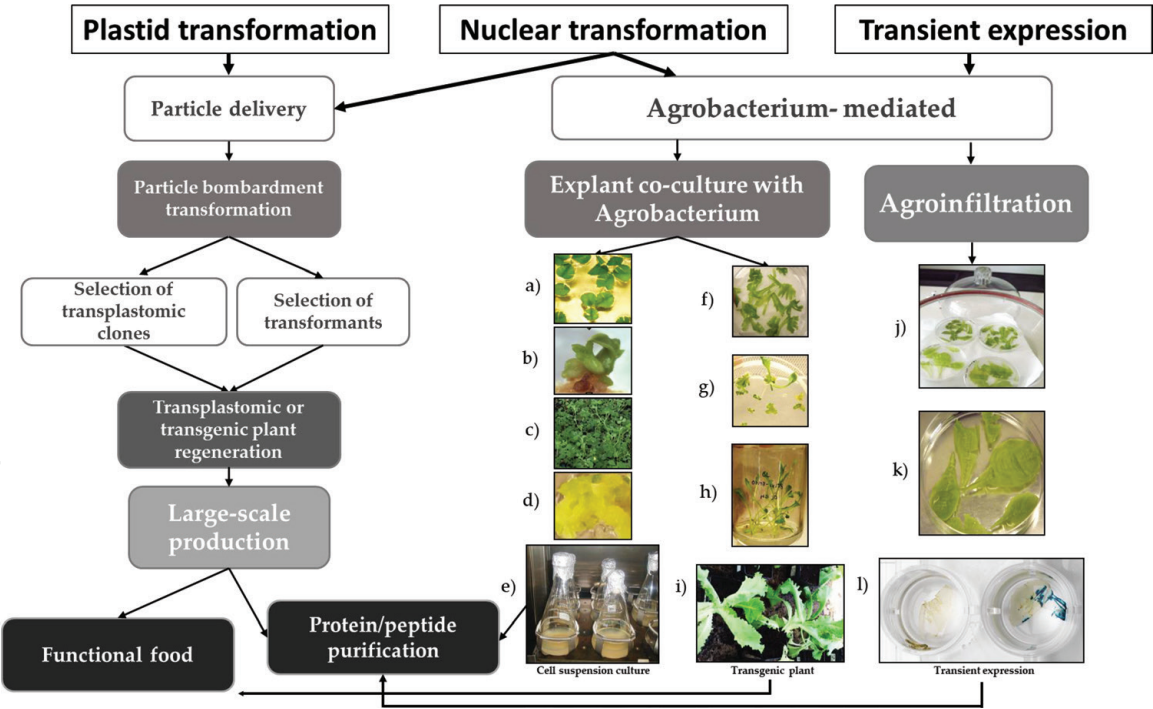 Plastid transformation
Nuclear transformation
Transient expression
Particle delivery
Agrobacterium- mediated
Particle bombardment
transformation
Explant co-culture with
Agrobacterium
Agroinfiltration
Selection of
transplastomic
clones
Selection of
transformants
Transplastomic or
transgenic plant
regeneration
Large-scale
production
Functional food
Protein/peptide
purification
a)
b)
c)
d)
e)
Cell suspension culture
f)
g)
h)
i)
Transgenic plant
j)
k)
l)
Transient expression